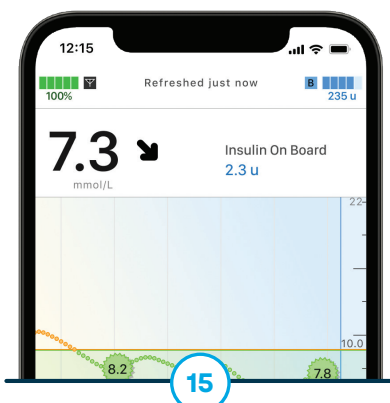 12:15
Refreshed just now
B
100%
235 u
7.3
mmol/L
Insulin On Board
2.3 u
22
10.0
8.2
7.8
15